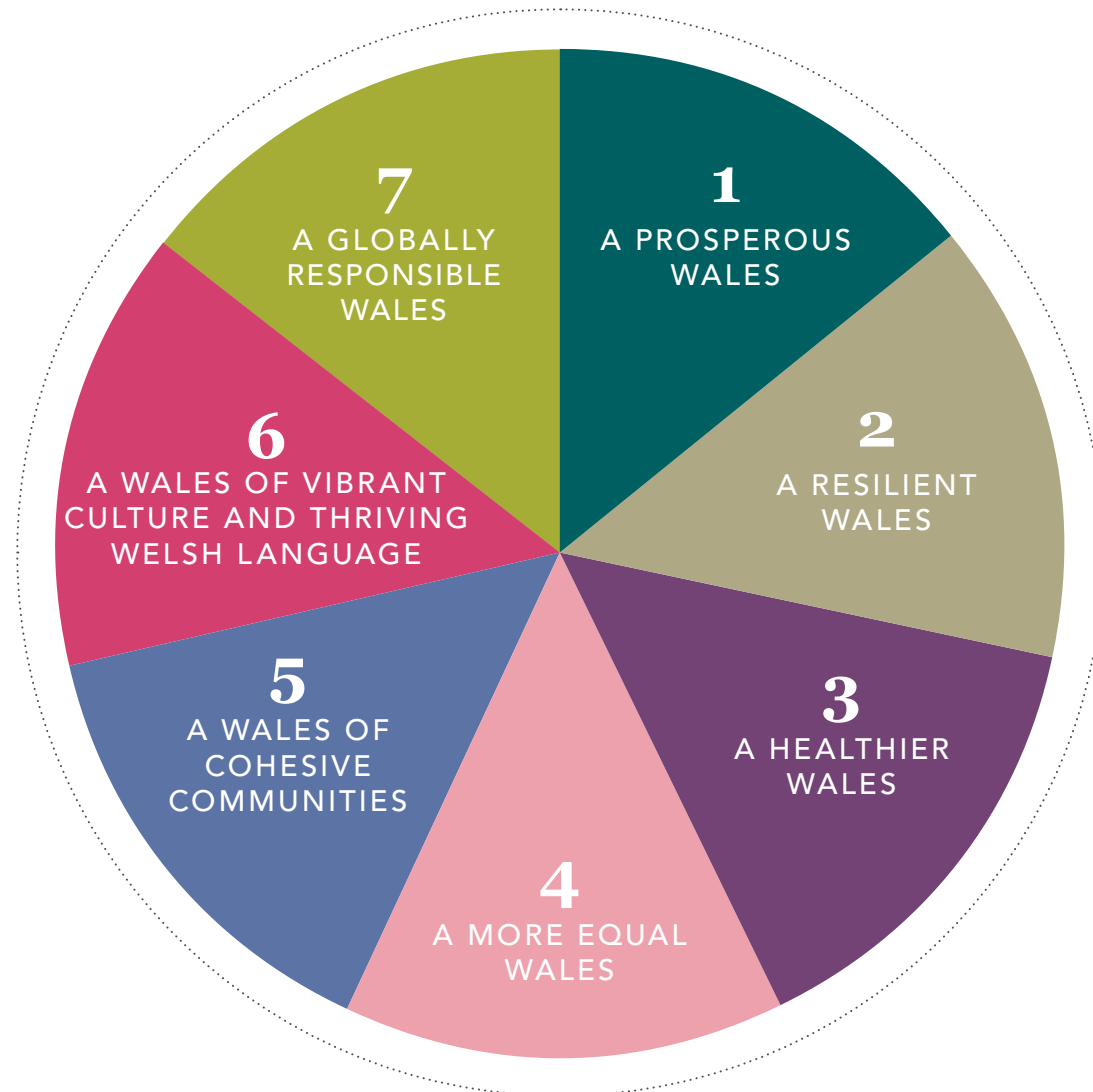 1
A PROSPEROUS
WALES
2
A RESILIENT
WALES
3
A HEALTHIER
WALES
4
A MORE EQUAL
WALES
5
A WALES OF
COHESIVE
COMMUNITIES
6
A WALES OF VIBRANT
CULTURE AND THRIVING
WELSH LANGUAGE
7
A GLOBALLY
RESPONSIBLE
WALES